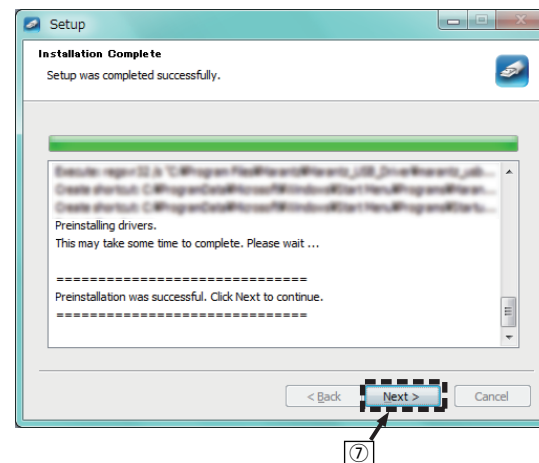 Setup
Installation Complete
Setup was completed successfully.
Preinstalling drivers.
This may take some time to complete. Please wait ...
==============================
Preinstallation was successful. Click Next to continue.
==============================
< Back
Next >
Cancel
⑦